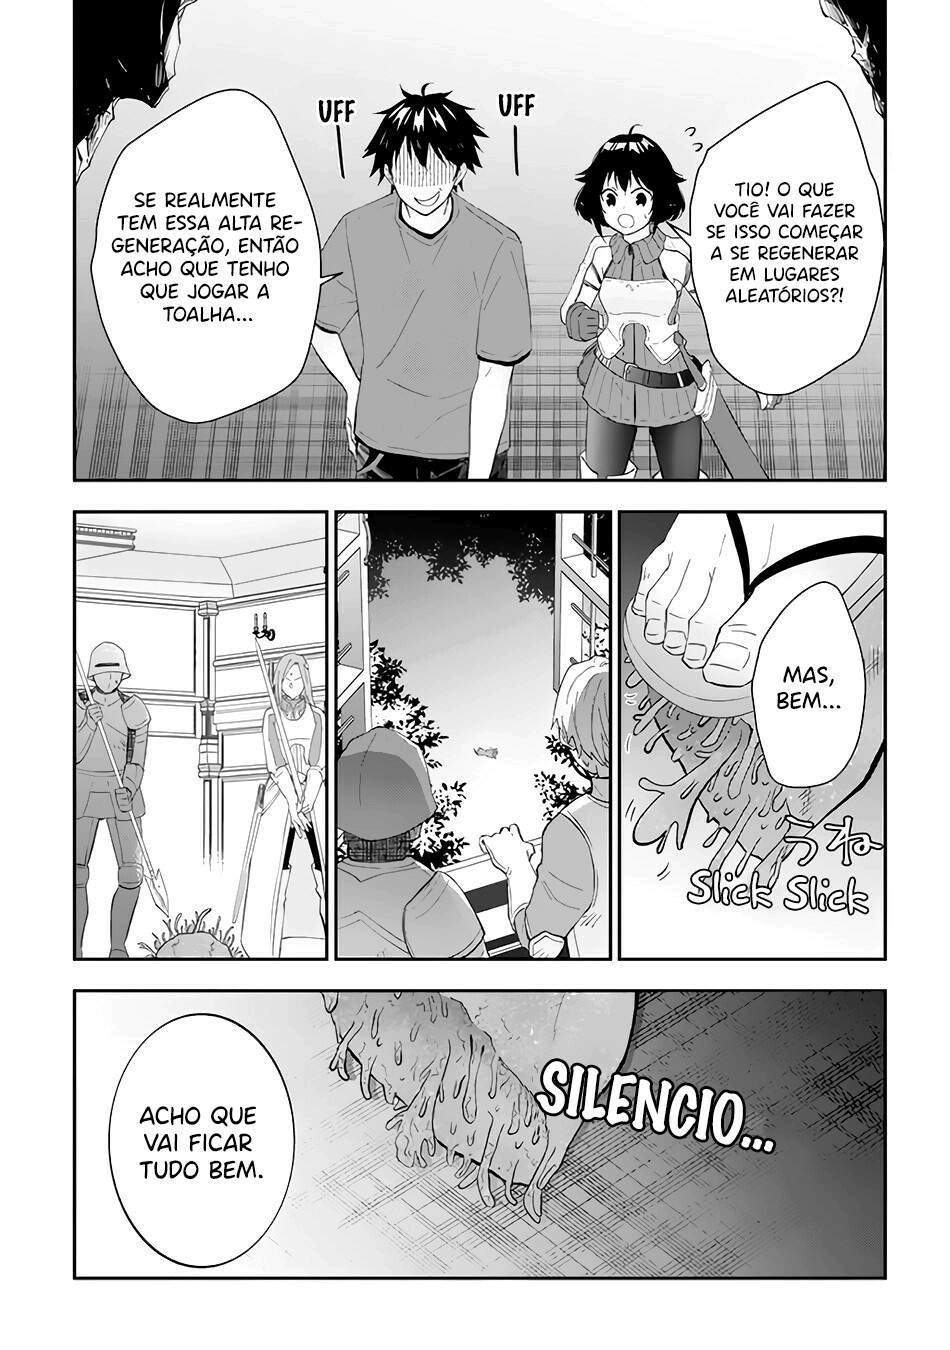 TIO! O QUE
VOCÊ VAI FAZER
SE ISSO COMEÇAR
A SE REGENERAR
EM LUGARES
ALEATÓRIOS?!
UFF
UFF
SE REALMENTE
TEM ESSA ALTA RE-
GENERAÇÃO, ENTÃO
ACHO QUE TENHO
QUE JOGAR A
TOALHA...
MAS,
BEM...
うね
Slick Slick
SILENCIO...
ACHO QUE
VAI FICAR
TUDO BEM.